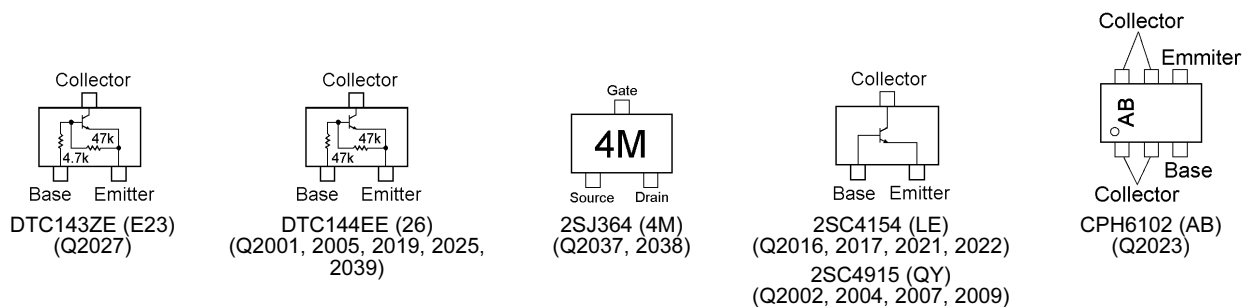 Collector
47k
4.7k
Base Emitter
DTC143ZE (E23)
(Q2027)
Collector
47k
47k
Base Emitter
DTC144EE (26)
(Q2001, 2005, 2019, 2025,
2039)
Gate
4M
Source Drain
2SJ364 (4M)
(Q2037, 2038)
Collector
Base Emitter
2SC4154 (LE)
(Q2016, 2017, 2021, 2022)
2SC4915 (QY)
(Q2002, 2004, 2007, 2009)
Collector
Emmiter
AB
Base
Collector
CPH6102 (AB)
(Q2023)